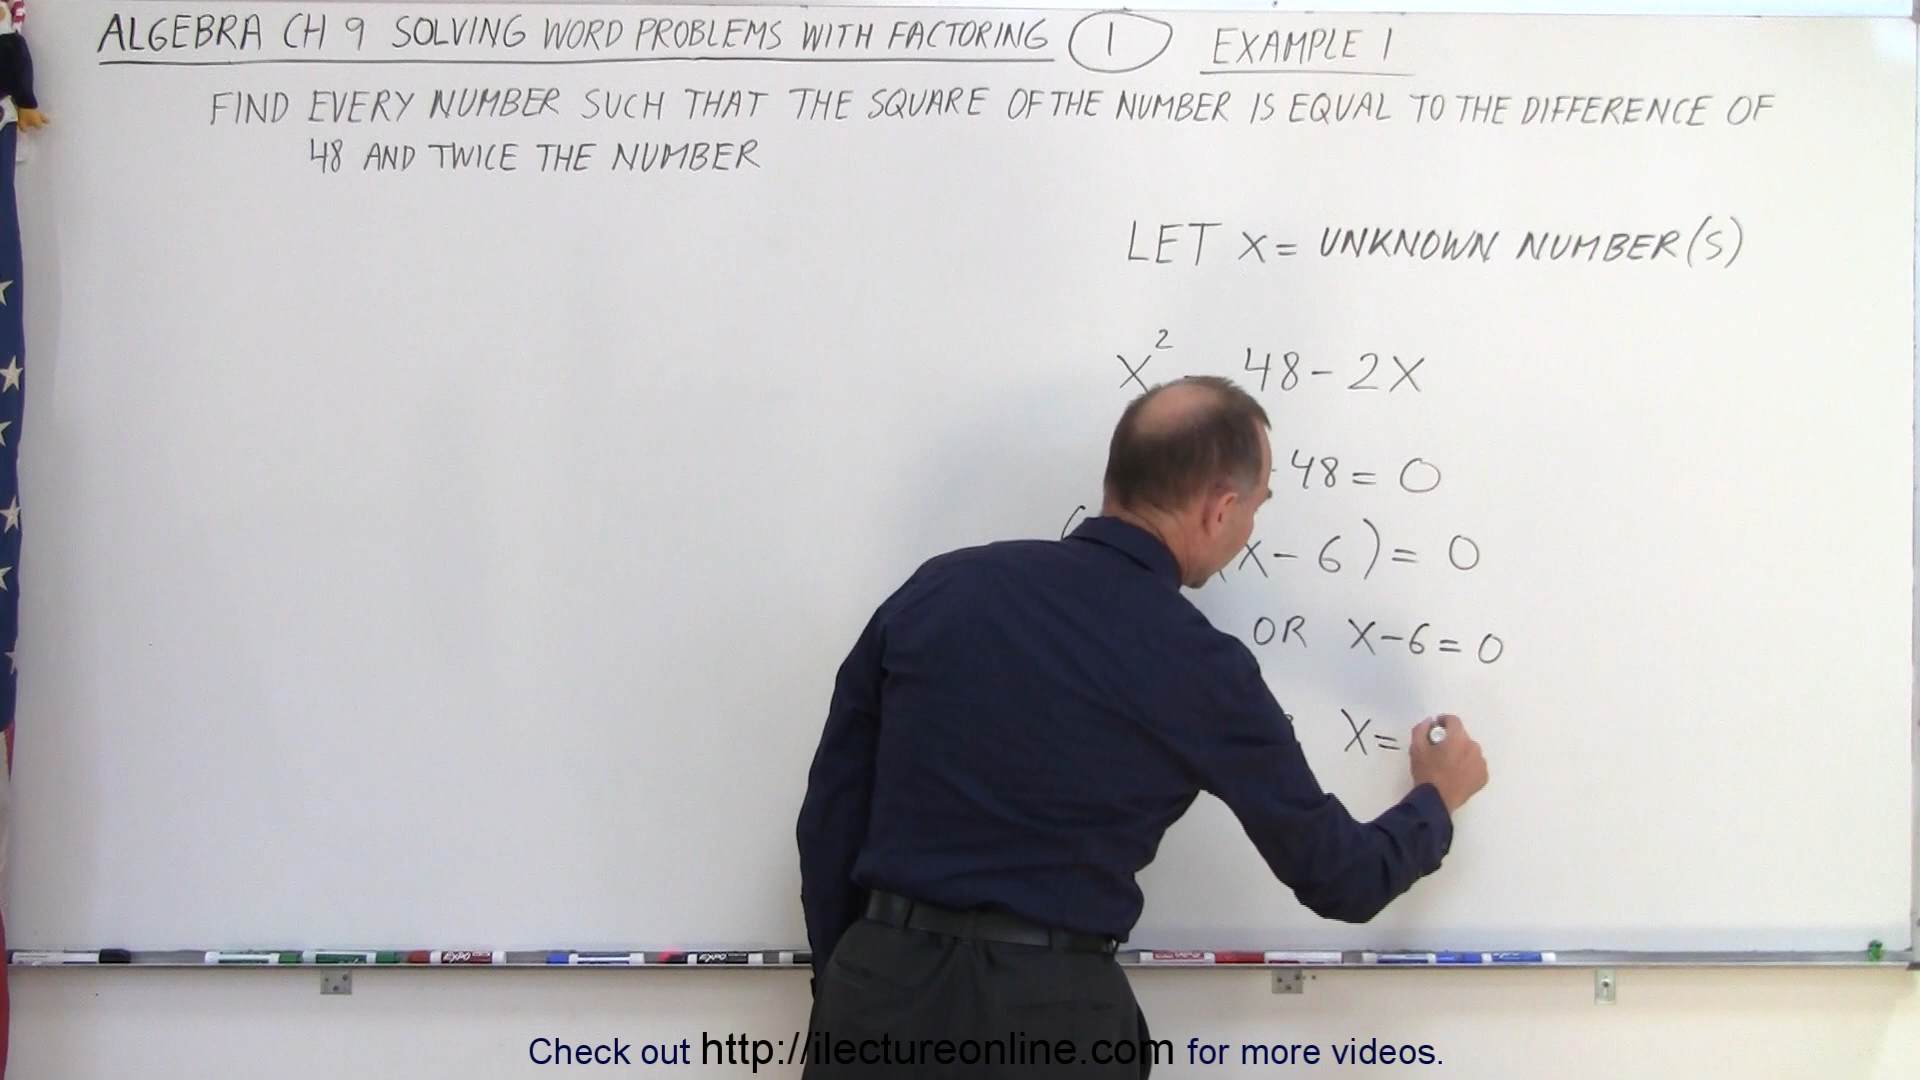 ALGEBRA CH 9 SOLVING WORD PROBLEMS WITH FACTORING 1 EXAMPLE 1
FIND EVERY NUMBER SUCH THAT THE SQUARE OF THE NUMBER IS EQUAL TO THE DIFFERENCE OF
48 AND TWICE THE NUMBER
LET X = UNKNOWN NUMBER(S)
X² 48 - 2X
- 48 = 0
( (X - 6) = 0
OR X - 6 = 0
X =
Check out http://ilectureonline.com for more videos.